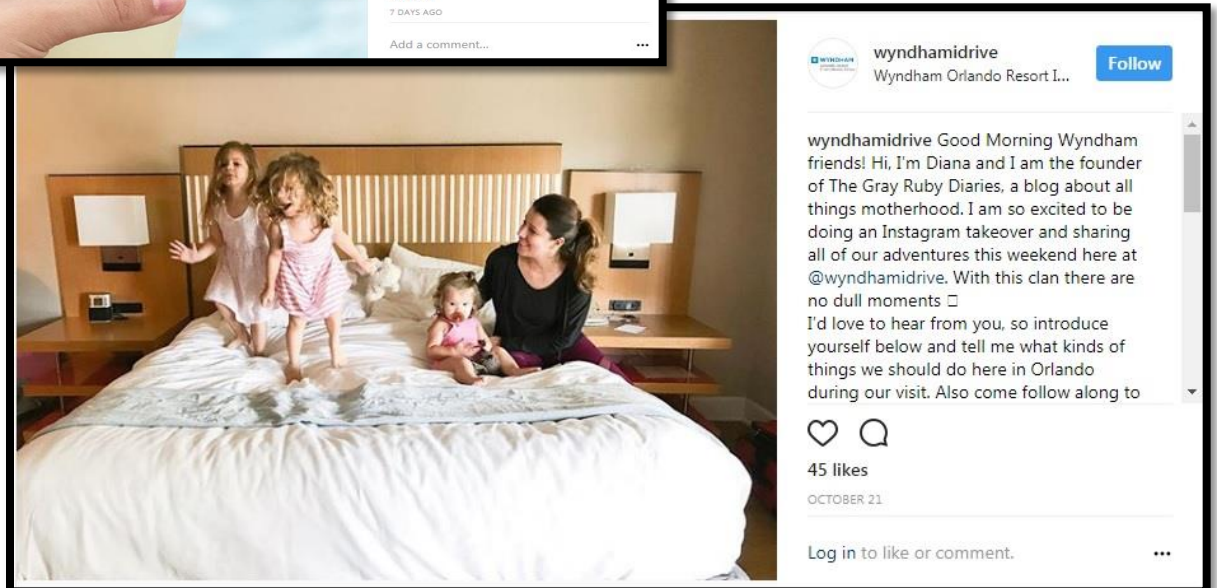 7 DAYS AGO
Add a comment...
•••
WYNDHAM
wyndhamidrive
Wyndham Orlando Resort I...
Follow
wyndhamidrive Good Morning Wyndham
friends! Hi, I'm Diana and I am the founder
of The Gray Ruby Diaries, a blog about all
things motherhood. I am so excited to be
doing an Instagram takeover and sharing
all of our adventures this weekend here at
@wyndhamidrive. With this clan there are
no dull moments □
I'd love to hear from you, so introduce
yourself below and tell me what kinds of
things we should do here in Orlando
during our visit. Also come follow along to
45 likes
OCTOBER 21
Log in to like or comment.
•••